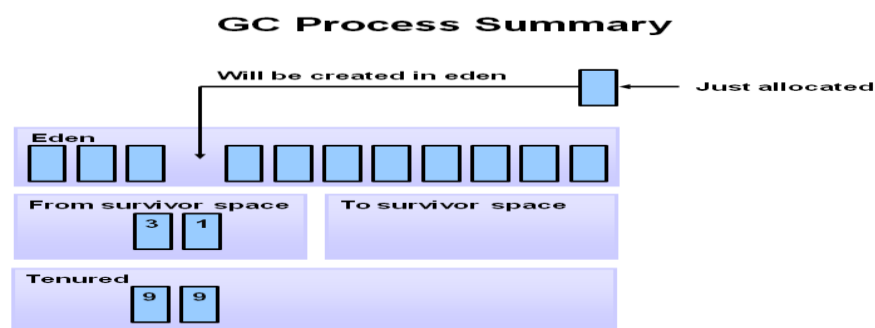 GC Process Summary
Will be created in eden
Just allocated
Eden
From survivor space
To survivor space
3 1
Tenured
9 9